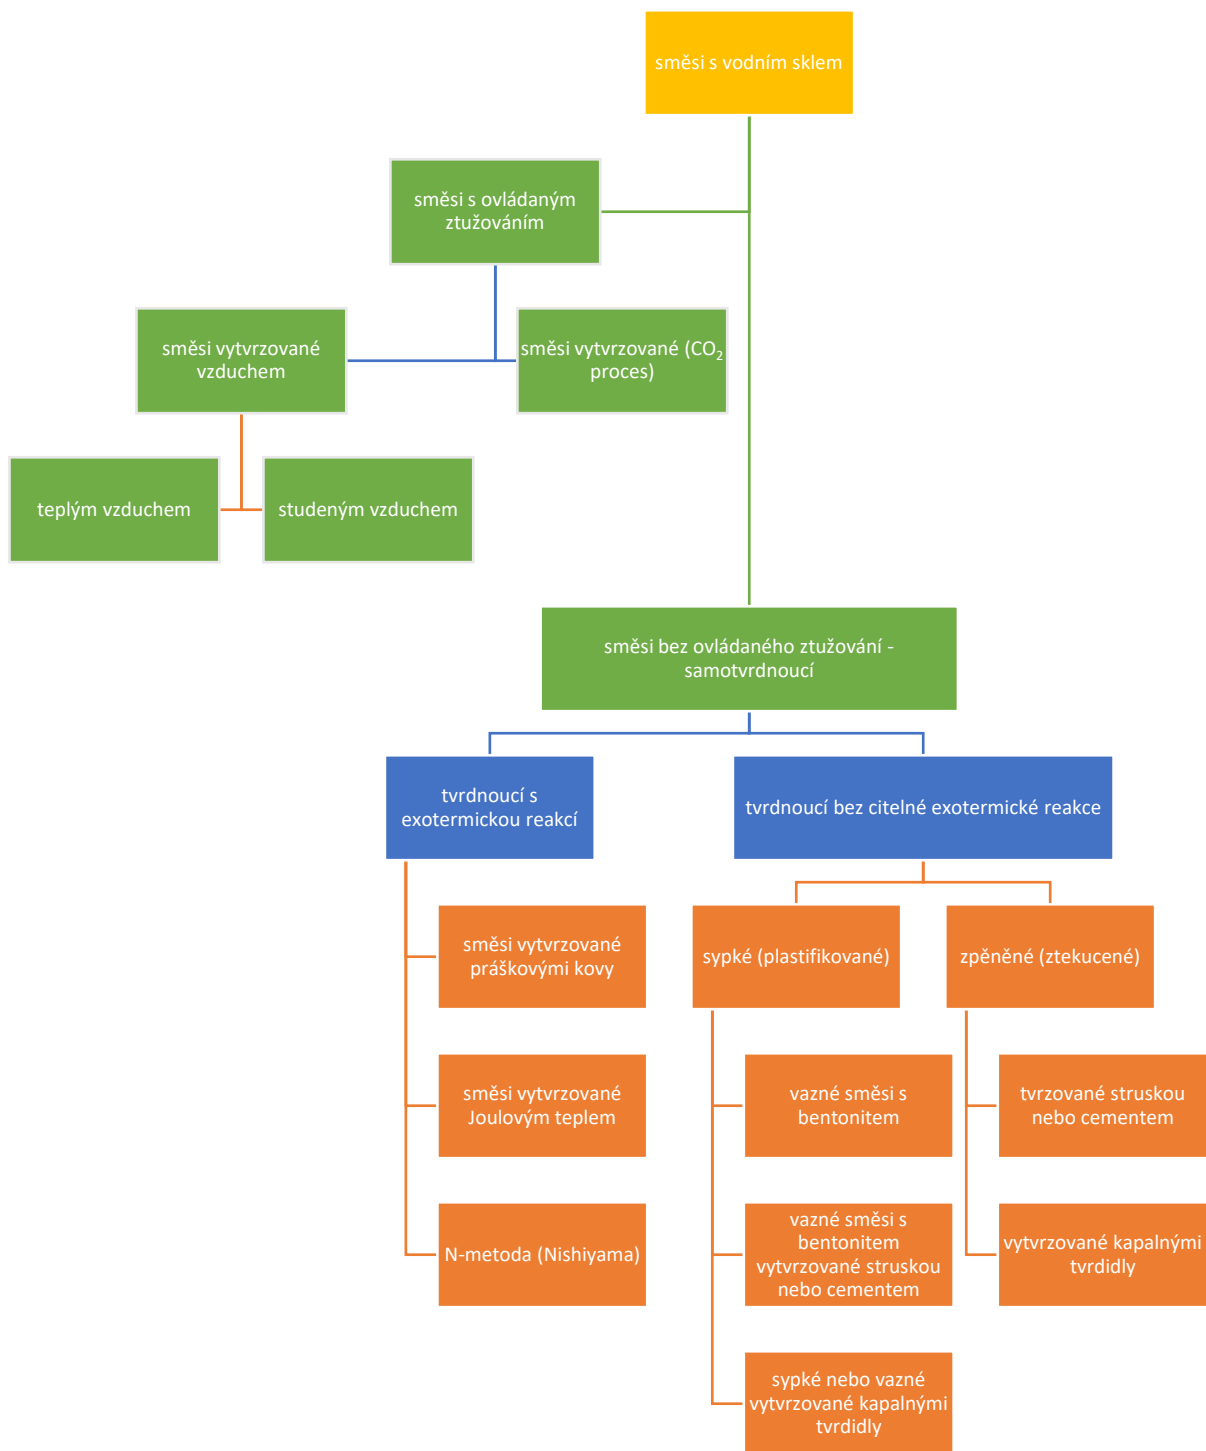 směsi s vodním sklem
směsi s ovládaným
ztužováním
směsi vytvrzované
vzduchem
směsi vytvrzované (CO₂
proces)
teplým vzduchem
studeným vzduchem
směsi bez ovládaného ztužování -
samotvrdnoucí
tvrdnoucí s
exotermickou reakcí
tvrdnoucí bez citelné exotermické reakce
směsi vytvrzované
práškovými kovy
sypké (plastifikované)
zpěněné (ztekucené)
směsi vytvrzované
Joulovým teplem
vazné směsi s
bentonitem
tvrzované struskou
nebo cementem
N-metoda (Nishiyama)
vazné směsi s
bentonitem
vytvrzované struskou
nebo cementem
vytvrzované kapalnými
tvrdidly
sypké nebo vazné
vytvrzované kapalnými
tvrdidly